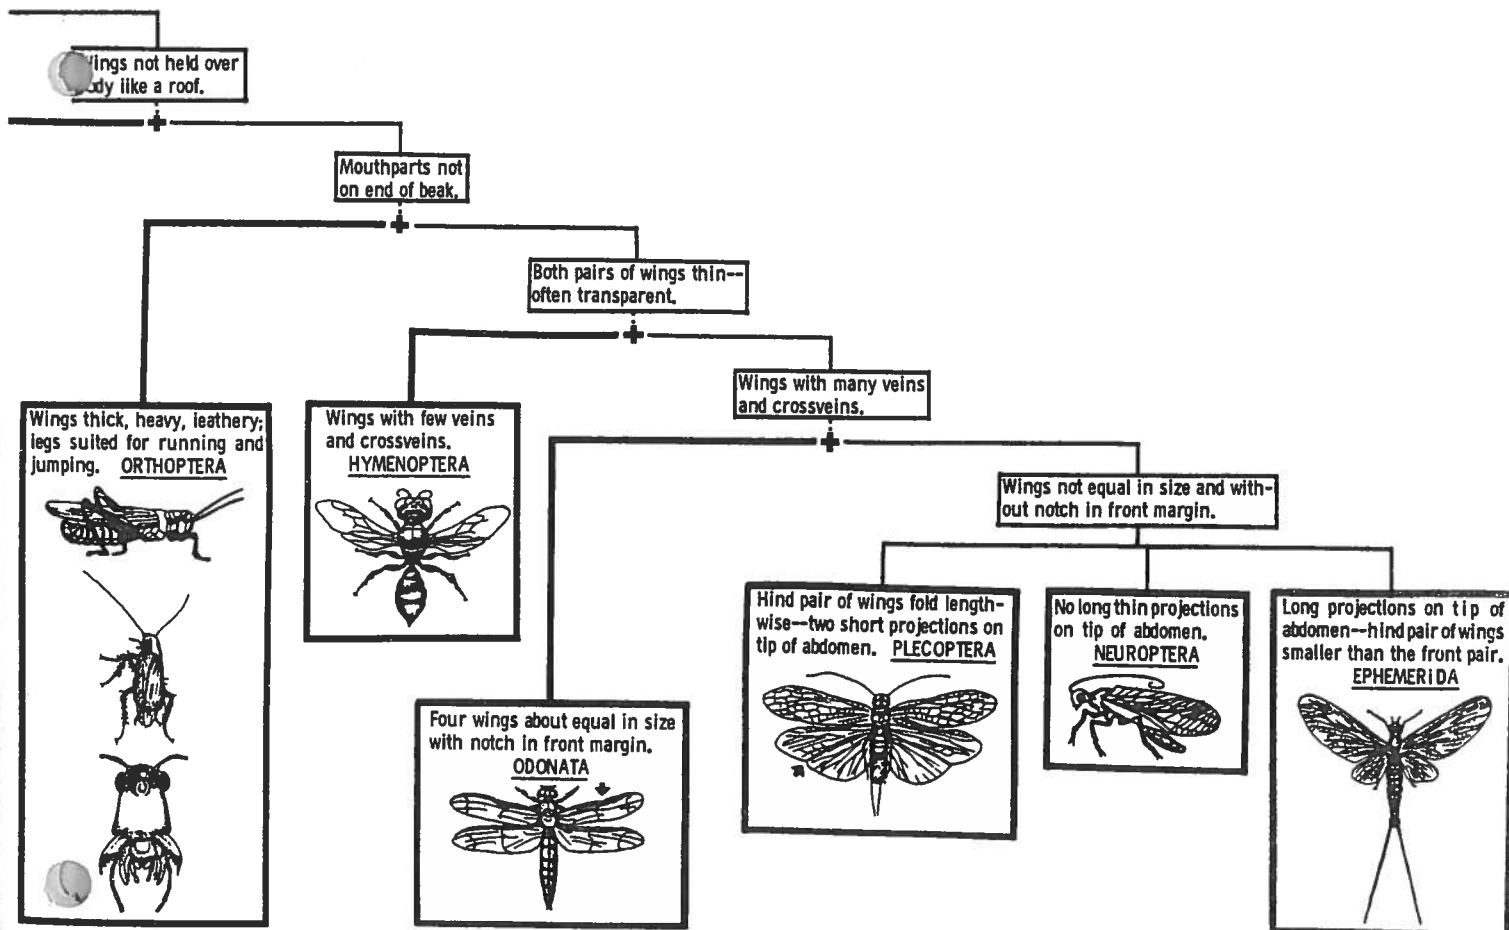 Wings not held over
body like a roof.
Mouthparts not
on end of beak.
Both pairs of wings thin--
often transparent.
Wings with many veins
and crossveins.
Wings thick, heavy, leathery;
legs suited for running and
jumping. ORTHOPTERA
Wings with few veins
and crossveins.
HYMENOPTERA
Wings not equal in size and with-
out notch in front margin.
Four wings about equal in size
with notch in front margin.
ODONATA
Hind pair of wings fold length-
wise--two short projections on
tip of abdomen. PLECOPTERA
No long thin projections
on tip of abdomen.
NEUROPTERA
Long projections on tip of
abdomen--hind pair of wings
smaller than the front pair.
EPHEMERIDA